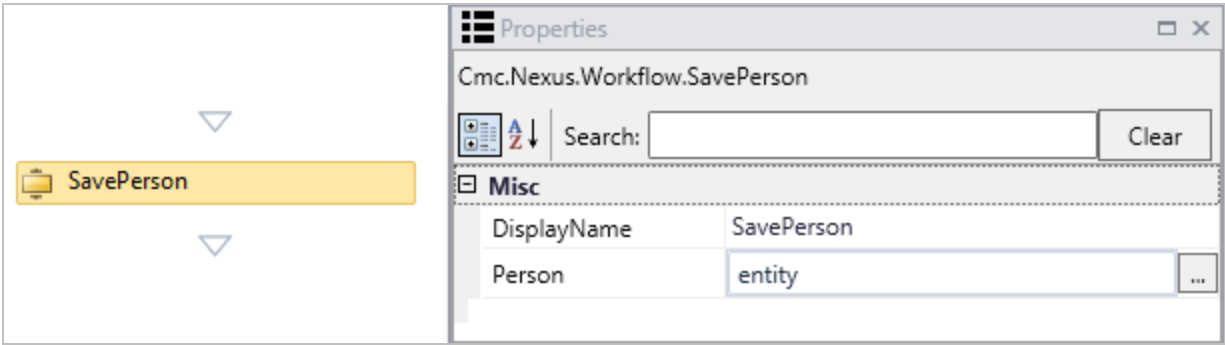 SavePerson
Properties
Cmc.Nexus.Workflow.SavePerson
A
Z
Search:
Clear
Misc
DisplayName SavePerson
Person entity ...